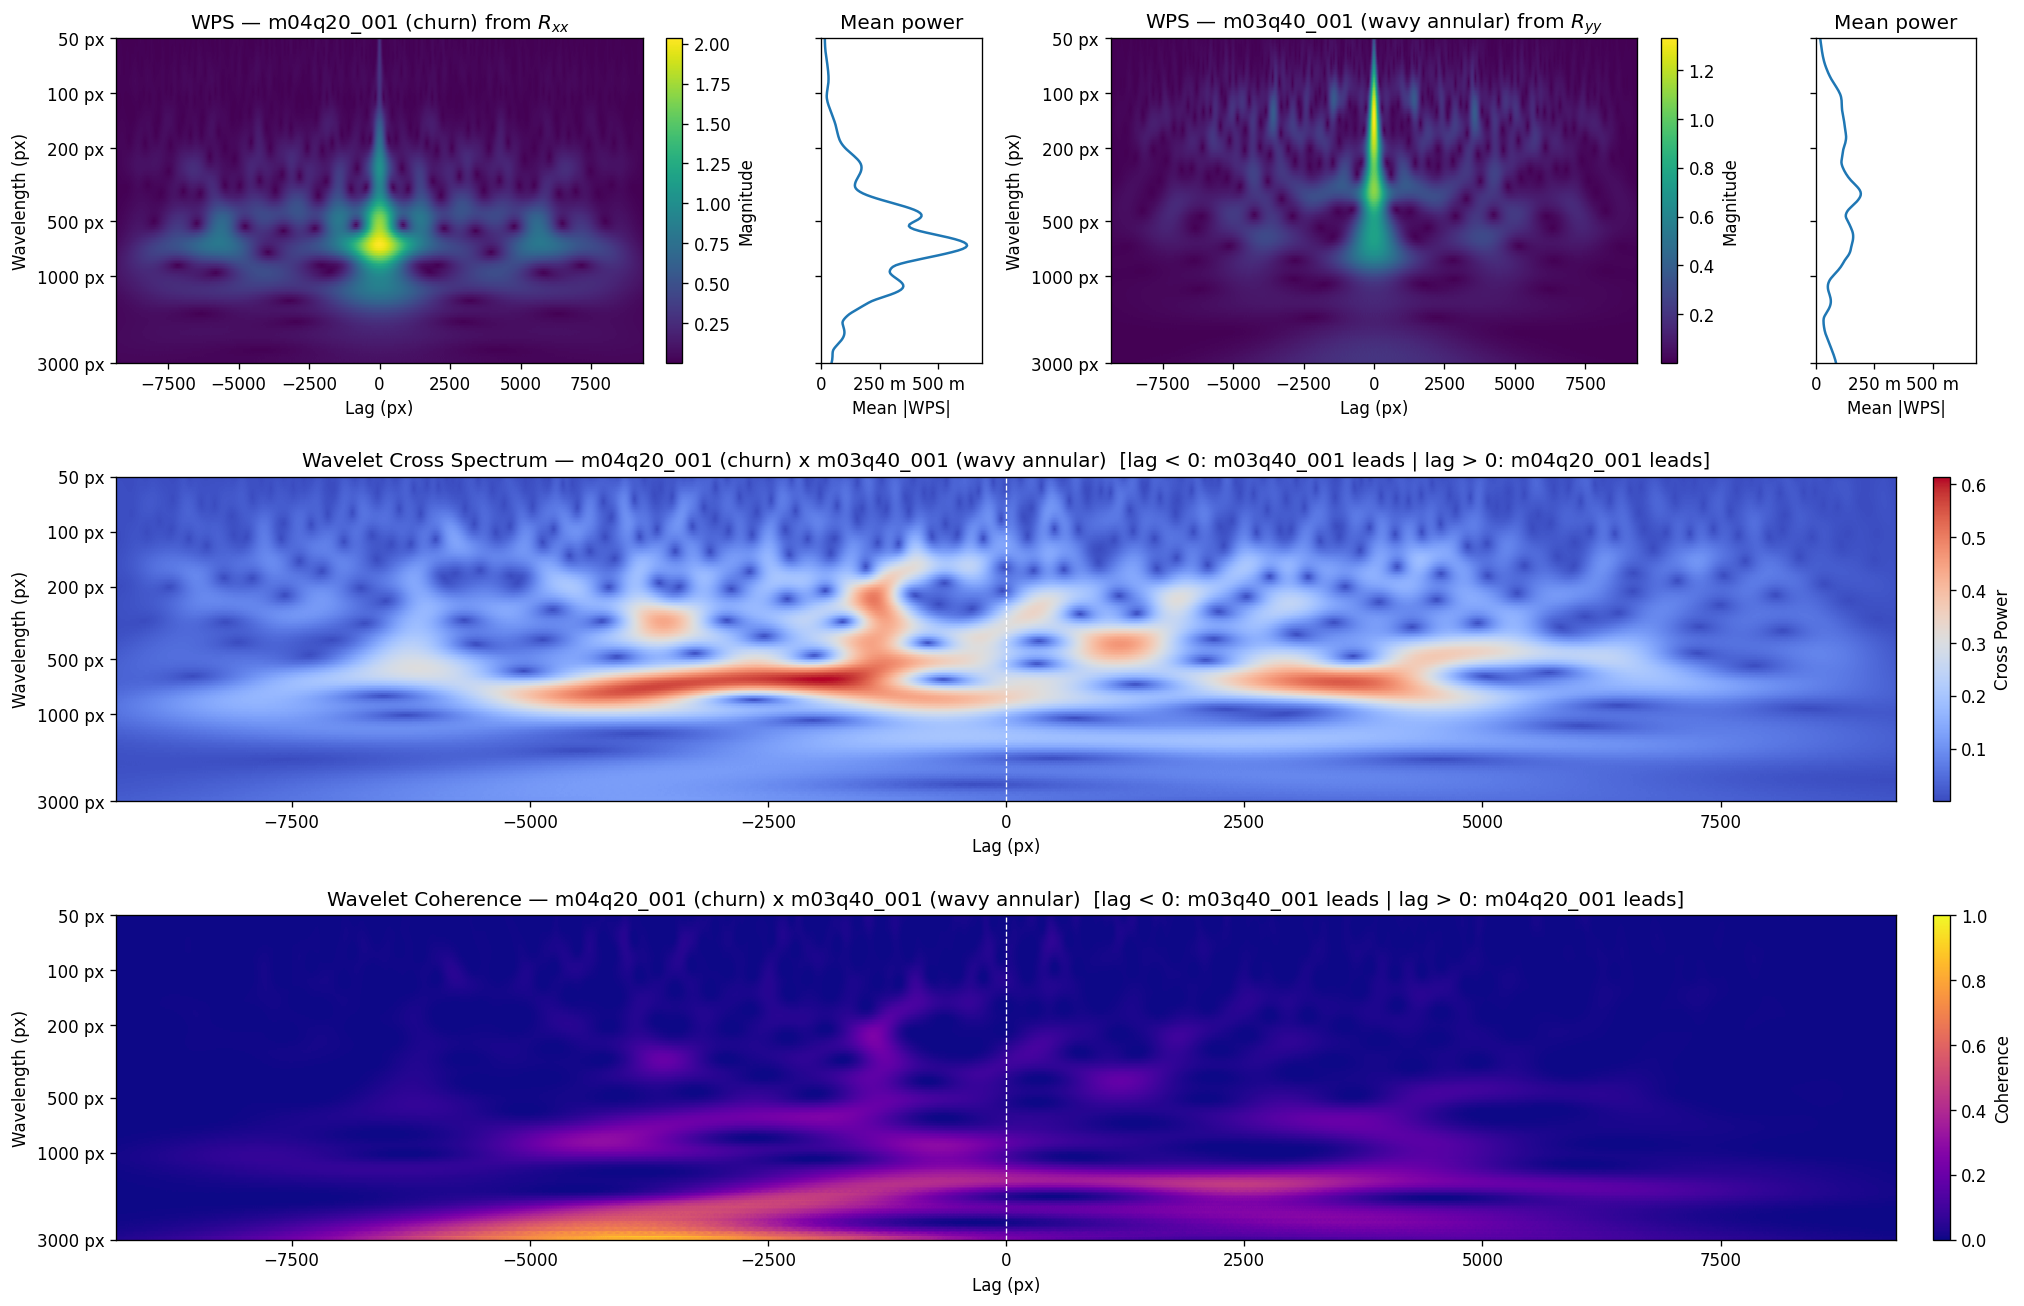 WPS — m04q20_001 (churn) from Rxx
Mean power
WPS — m03q40_001 (wavy annular) from Ryy
Mean power
50 px
100 px
200 px
500 px
1000 px
3000 px
Wavelength (px)
−7500 −5000 −2500 0 2500 5000 7500
Lag (px)
2.00
1.75
1.50
1.25
1.00
0.75
0.50
0.25
Magnitude
0 250 m 500 m
Mean |WPS|
50 px
100 px
200 px
500 px
1000 px
3000 px
Wavelength (px)
−7500 −5000 −2500 0 2500 5000 7500
Lag (px)
1.2
1.0
0.8
0.6
0.4
0.2
Magnitude
0 250 m 500 m
Mean |WPS|
Wavelet Cross Spectrum — m04q20_001 (churn) x m03q40_001 (wavy annular) [lag < 0: m03q40_001 leads | lag > 0: m04q20_001 leads]
50 px
100 px
200 px
500 px
1000 px
3000 px
Wavelength (px)
−7500 −5000 −2500 0 2500 5000 7500
Lag (px)
0.6
0.5
0.4
0.3
0.2
0.1
Cross Power
Wavelet Coherence — m04q20_001 (churn) x m03q40_001 (wavy annular) [lag < 0: m03q40_001 leads | lag > 0: m04q20_001 leads]
50 px
100 px
200 px
500 px
1000 px
3000 px
Wavelength (px)
−7500 −5000 −2500 0 2500 5000 7500
Lag (px)
1.0
0.8
0.6
0.4
0.2
0.0
Coherence